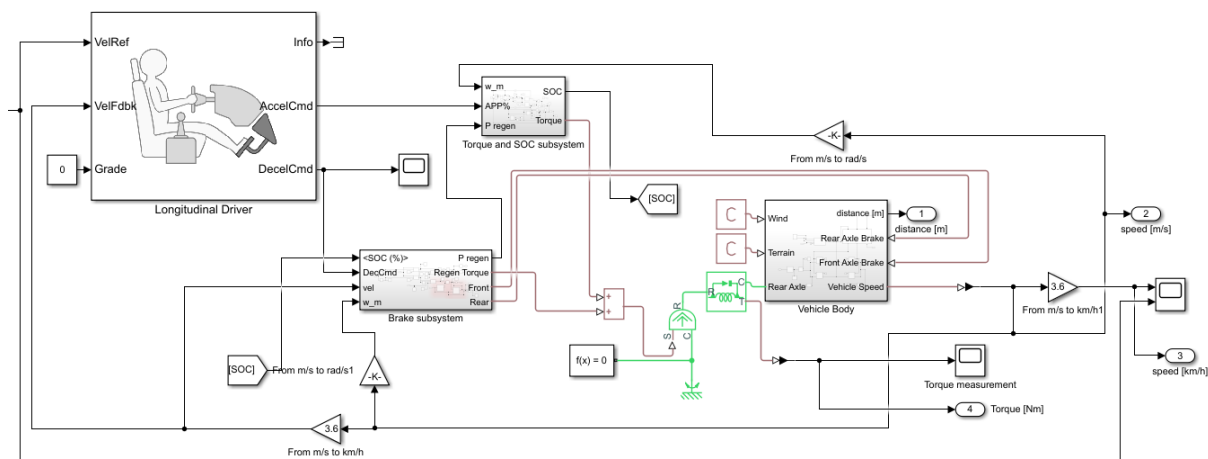 VelRef
Info
VelFdbk
AccelCmd
0
Grade
DecelCmd
Longitudinal Driver
w_m
SOC
APP%
Torque
P regen
Torque and SOC subsystem
-K-
From m/s to rad/s
[SOC]
C
Wind
distance [m]
1
distance [m]
Rear Axle Brake
C
Terrain
Front Axle Brake
Rear Axle
Vehicle Speed
Vehicle Body
2
speed [m/s]
<SOC (%)>
P regen
DecCmd
Regen Torque
vel
Front
w_m
Rear
Brake subsystem
+
+
R
S
C
R
C
T
f(x) = 0
3.6
From m/s to km/h1
3
speed [km/h]
Torque measurement
4
Torque [Nm]
[SOC]
From m/s to rad/s1
-K-
3.6
From m/s to km/h